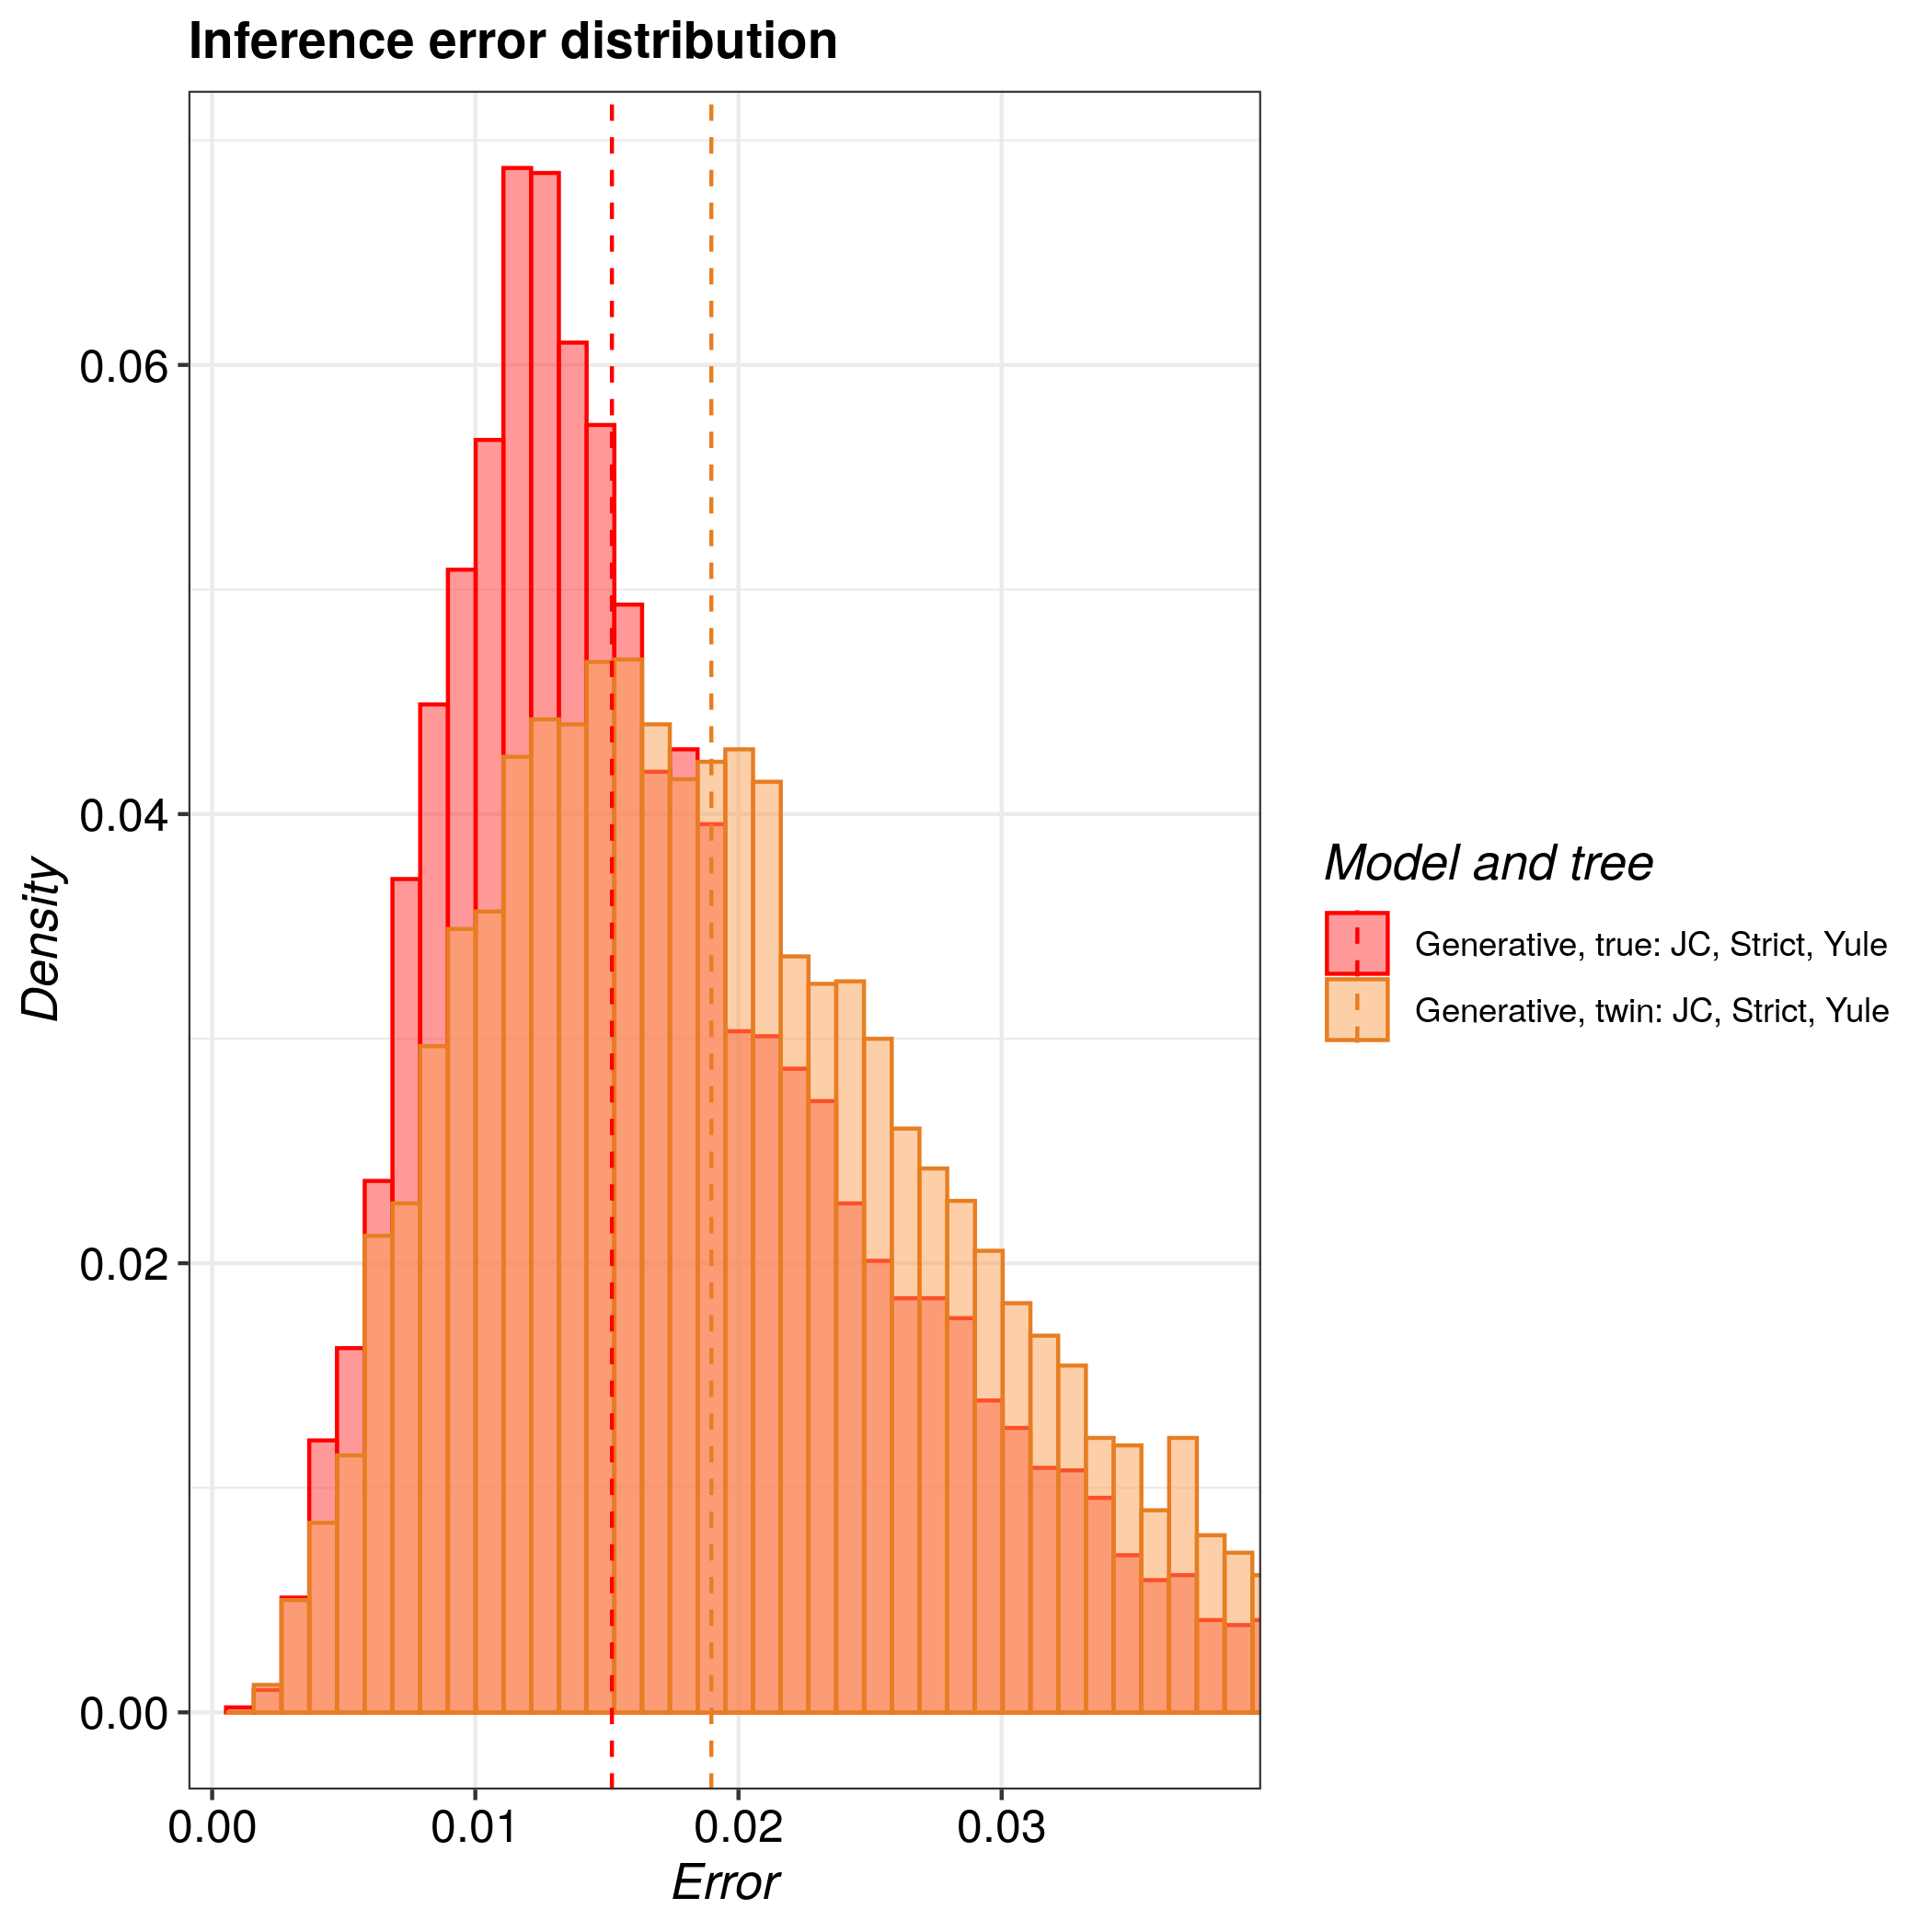 Inference error distribution
0.06
0.04
0.02
0.00
Density
0.00 0.01 0.02 0.03
Error
Model and tree
Generative, true: JC, Strict, Yule
Generative, twin: JC, Strict, Yule